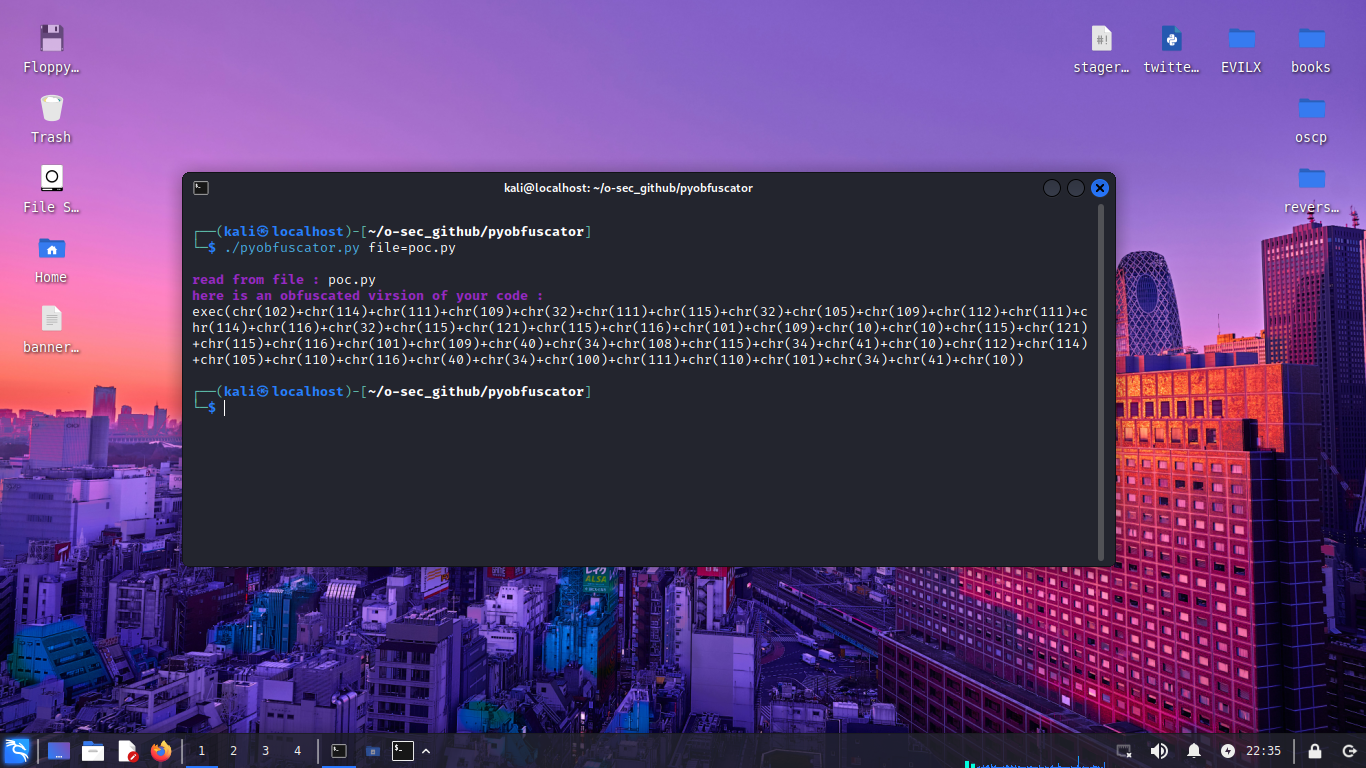 Floppy…
Trash
File S…
Home
banner…
stager…
twitte…
EVILX
books
oscp
revers…
kali@localhost: ~/o-sec_github/pyobfuscator
┌──(kali㉿localhost)-[~/o-sec_github/pyobfuscator]
└─$ ./pyobfuscator.py file=poc.py
read from file : poc.py
here is an obfuscated virsion of your code :
exec(chr(102)+chr(114)+chr(111)+chr(109)+chr(32)+chr(111)+chr(115)+chr(32)+chr(105)+chr(109)+chr(112)+chr(111)+c
hr(114)+chr(116)+chr(32)+chr(115)+chr(121)+chr(115)+chr(116)+chr(101)+chr(109)+chr(10)+chr(10)+chr(115)+chr(121)
+chr(115)+chr(116)+chr(101)+chr(109)+chr(40)+chr(34)+chr(108)+chr(115)+chr(34)+chr(41)+chr(10)+chr(112)+chr(114)
+chr(105)+chr(110)+chr(116)+chr(40)+chr(34)+chr(100)+chr(111)+chr(110)+chr(101)+chr(34)+chr(41)+chr(10))
┌──(kali㉿localhost)-[~/o-sec_github/pyobfuscator]
└─$
ALSA
1 2 3 4 22:35